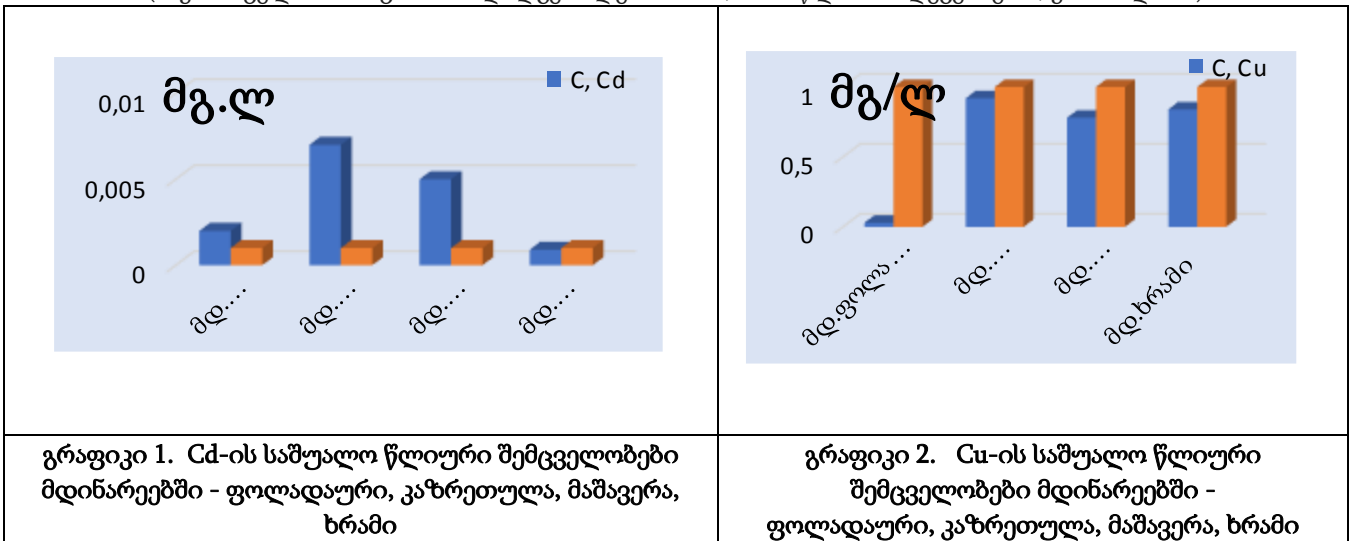 მგ.ლ
C, Cd
0,01
0,005
0
მდ.…
მდ.…
მდ.…
მდ.…
მგ/ლ
C, Cu
1
0,5
0
მდ.ფოლა…
მდ.…
მდ.…
მდ.ხრამი
გრაფიკი 1. Cd-ის საშუალო წლიური შემცველობები
მდინარეებში - ფოლადაური, კაზრეთულა, მაშავერა,
ხრამი
გრაფიკი 2. Cu-ის საშუალო წლიური
შემცველობები მდინარეებში -
ფოლადაური, კაზრეთულა, მაშავერა, ხრამი